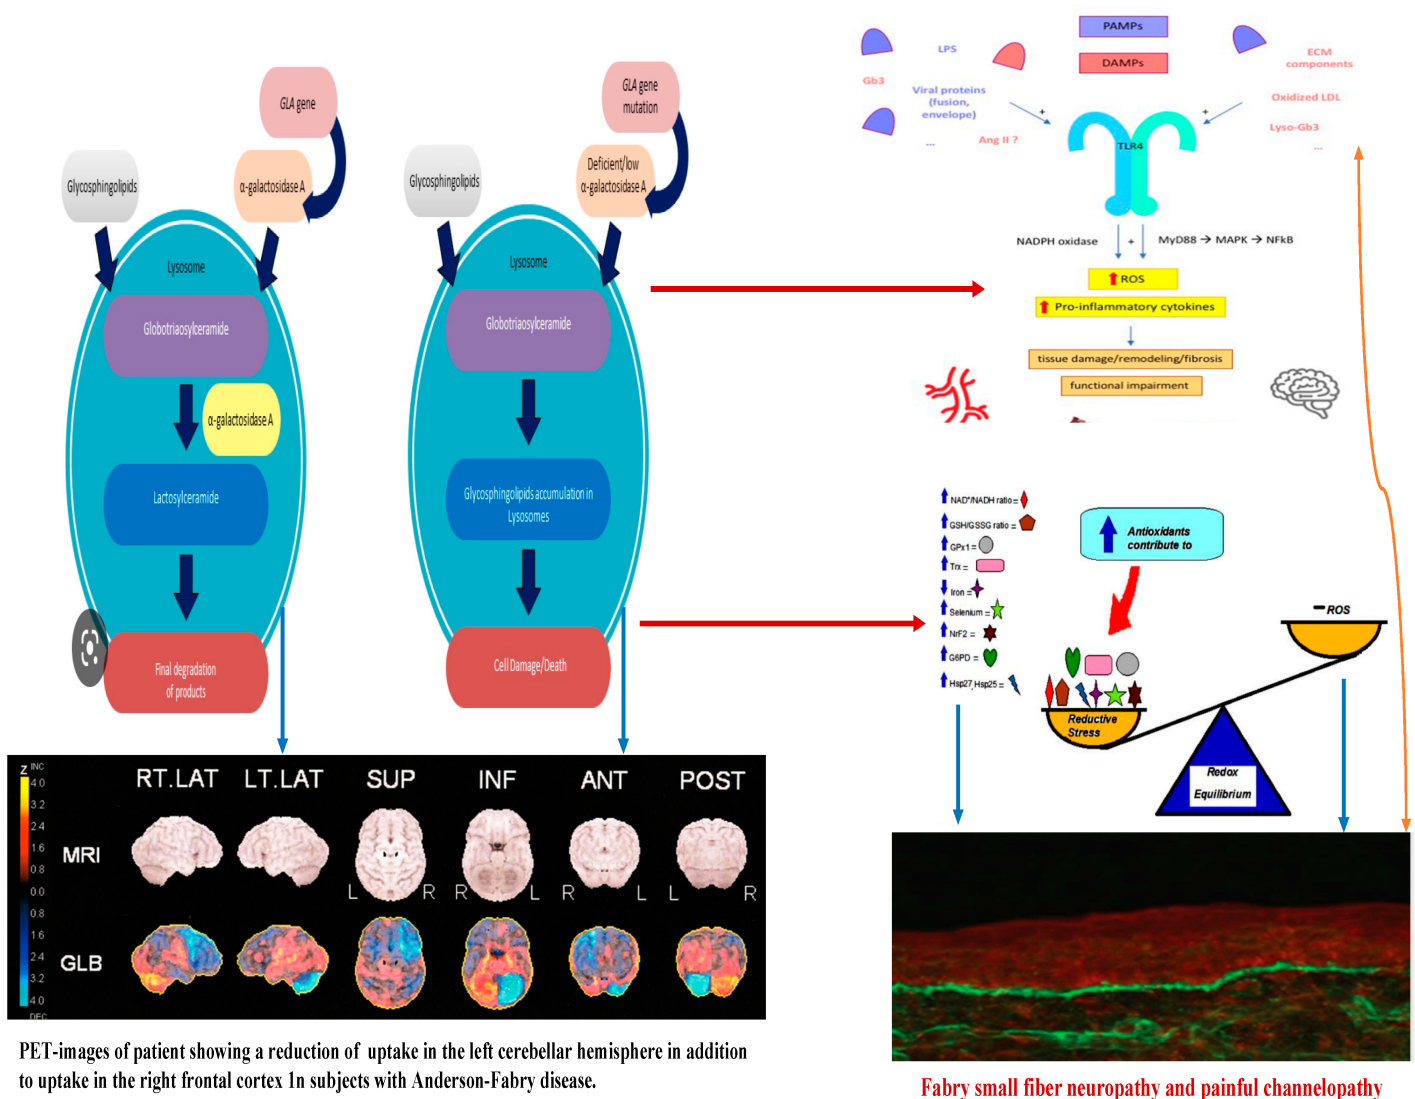 GLA gene
Glycosphingolipids
α-galactosidase A
Lysosome
Globotriaosylceramide
α-galactosidase A
Lactosylceramide
Final degradation
of products
GLA gene
mutation
Glycosphingolipids
Deficient/low
α-galactosidase A
Lysosome
Globotriaosylceramide
Glycosphingolipids accumulation in
Lysosomes
Cell Damage/Death
PAMPs
DAMPs
LPS
Gb3
Viral proteins
(fusion,
envelope)
...
Ang II ?
+
TLR4
+
ECM
components
Oxidized LDL
Lyso-Gb3
...
NADPH oxidase
+
MyD88 → MAPK → NFkB
ROS
Pro-inflammatory cytokines
tissue damage/remodeling/fibrosis
functional impairment
NAD⁺/NADH ratio =
GSH/GSSG ratio =
GPx1 =
Trx =
Iron =
Selenium =
NrF2 =
G6PD =
Hsp27, Hsp25 =
Antioxidants
contribute to
ROS
Reductive
Stress
Redox
Equilibrium
Z INC
4.0
3.2
2.4
1.6
0.8
0.0
0.8
1.6
2.4
3.2
4.0
DEC
RT.LAT LT.LAT SUP INF ANT POST
MRI
L R R L R L L R
GLB
PET-images of patient showing a reduction of uptake in the left cerebellar hemisphere in addition
to uptake in the right frontal cortex 1n subjects with Anderson-Fabry disease.
Fabry small fiber neuropathy and painful channelopathy